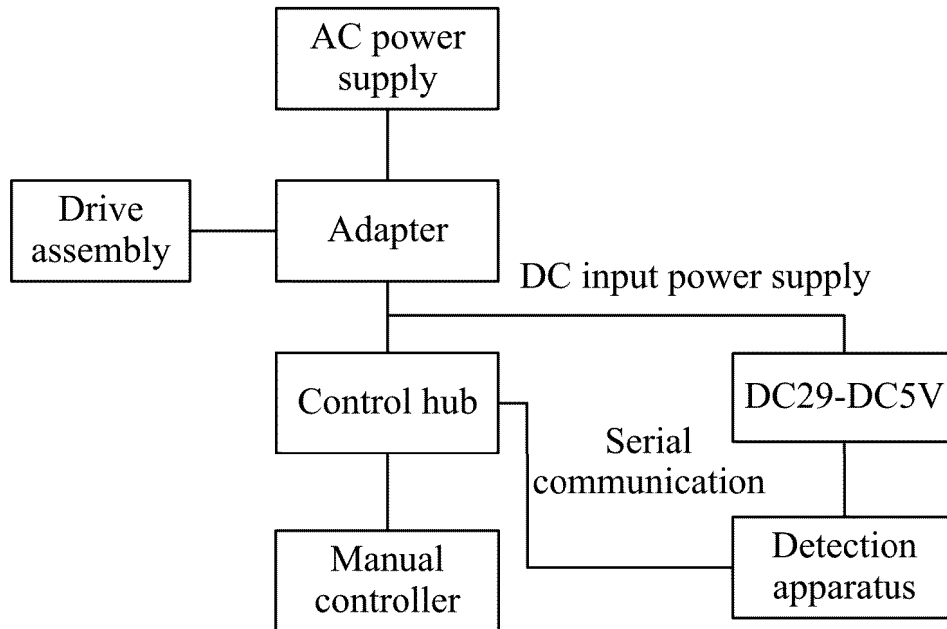 AC power
supply
Drive
assembly
Adapter
DC input power supply
Control hub
DC29-DC5V
Serial
communication
Manual
controller
Detection
apparatus